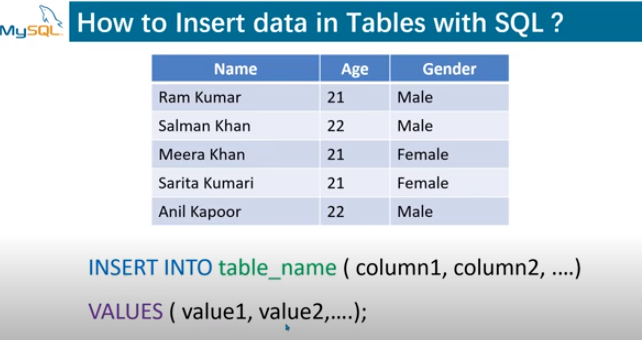 MySQL
How to Insert data in Tables with SQL ?
Name Age Gender
Ram Kumar 21 Male
Salman Khan 22 Male
Meera Khan 21 Female
Sarita Kumari 21 Female
Anil Kapoor 22 Male
INSERT INTO table_name ( column1, column2, ....)
VALUES ( value1, value2,....);